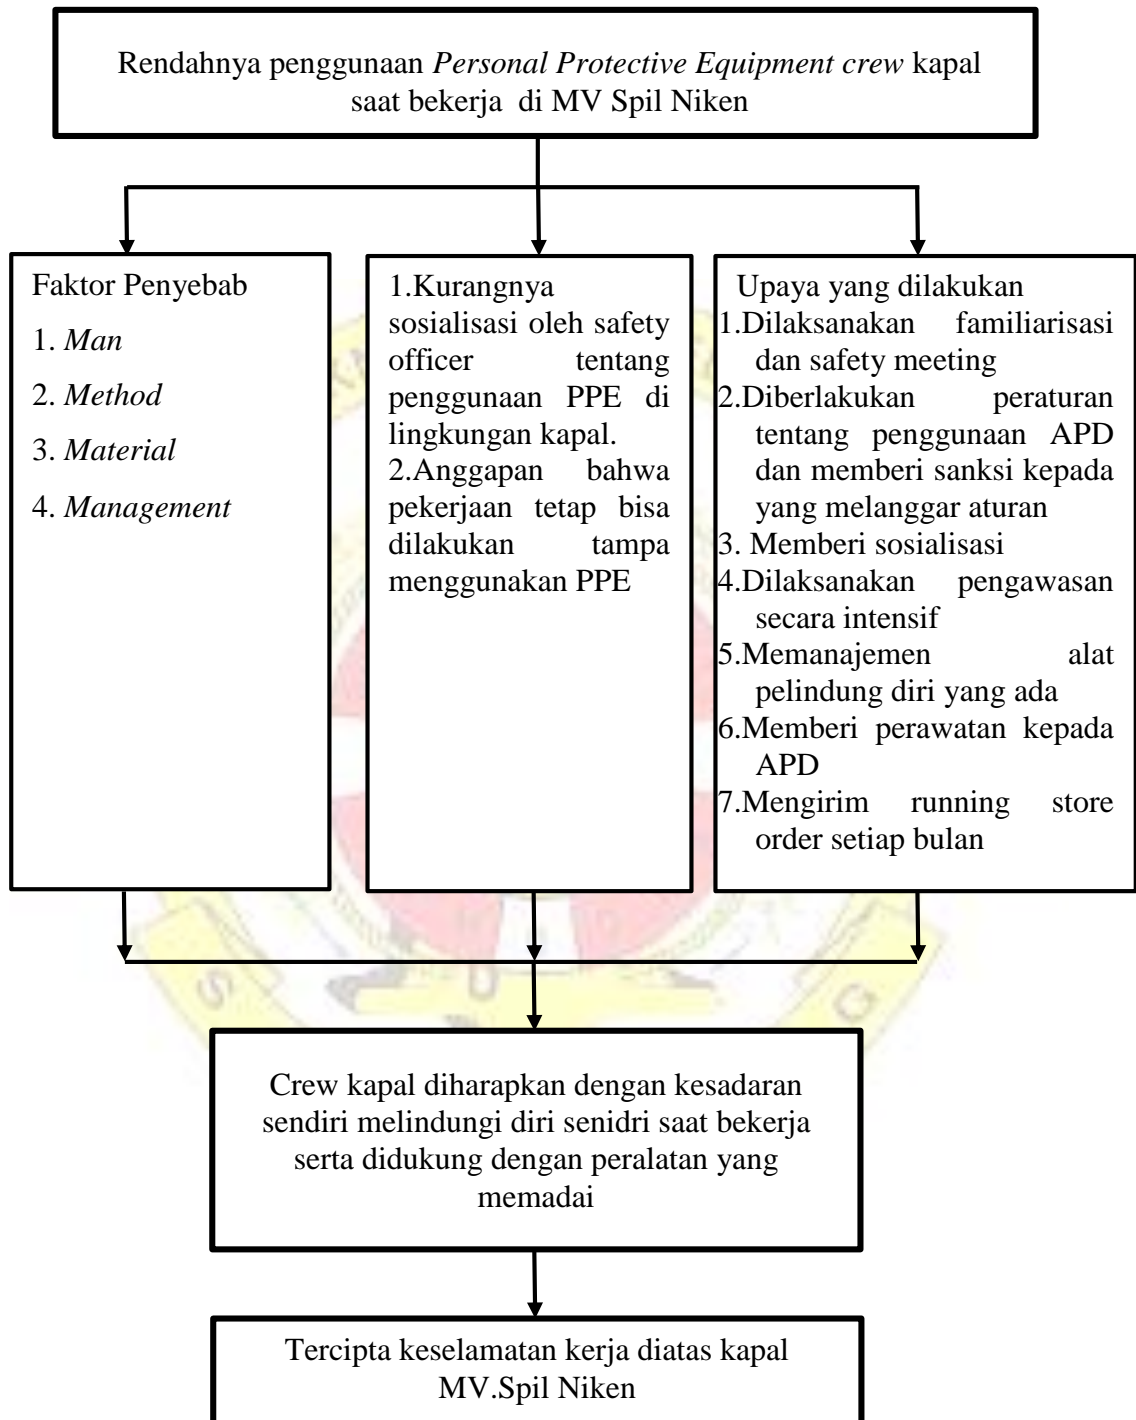 Rendahnya penggunaan Personal Protective Equipment crew kapal
saat bekerja di MV Spil Niken
Faktor Penyebab
1. Man
2. Method
3. Material
4. Management
1.Kurangnya
sosialisasi oleh safety
officer tentang
penggunaan PPE di
lingkungan kapal.
2.Anggapan bahwa
pekerjaan tetap bisa
dilakukan tampa
menggunakan PPE
Upaya yang dilakukan
1.Dilaksanakan familiarisasi
dan safety meeting
2.Diberlakukan peraturan
tentang penggunaan APD
dan memberi sanksi kepada
yang melanggar aturan
3. Memberi sosialisasi
4.Dilaksanakan pengawasan
secara intensif
5.Memanajemen alat
pelindung diri yang ada
6.Memberi perawatan kepada
APD
7.Mengirim running store
order setiap bulan
Crew kapal diharapkan dengan kesadaran
sendiri melindungi diri senidri saat bekerja
serta didukung dengan peralatan yang
memadai
Tercipta keselamatan kerja diatas kapal
MV.Spil Niken